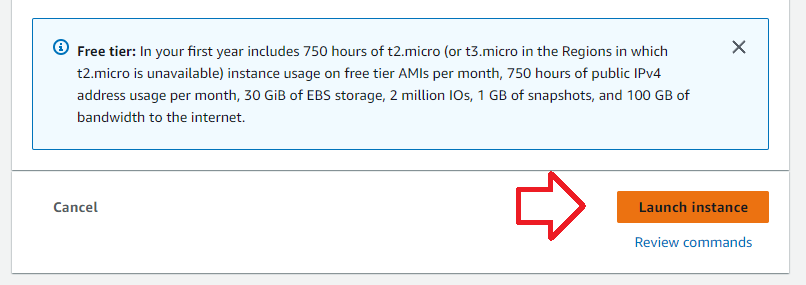 Free tier: In your first year includes 750 hours of t2.micro (or t3.micro in the Regions in which
t2.micro is unavailable) instance usage on free tier AMIs per month, 750 hours of public IPv4
address usage per month, 30 GiB of EBS storage, 2 million IOs, 1 GB of snapshots, and 100 GB of
bandwidth to the internet.
Cancel
Launch instance
Review commands